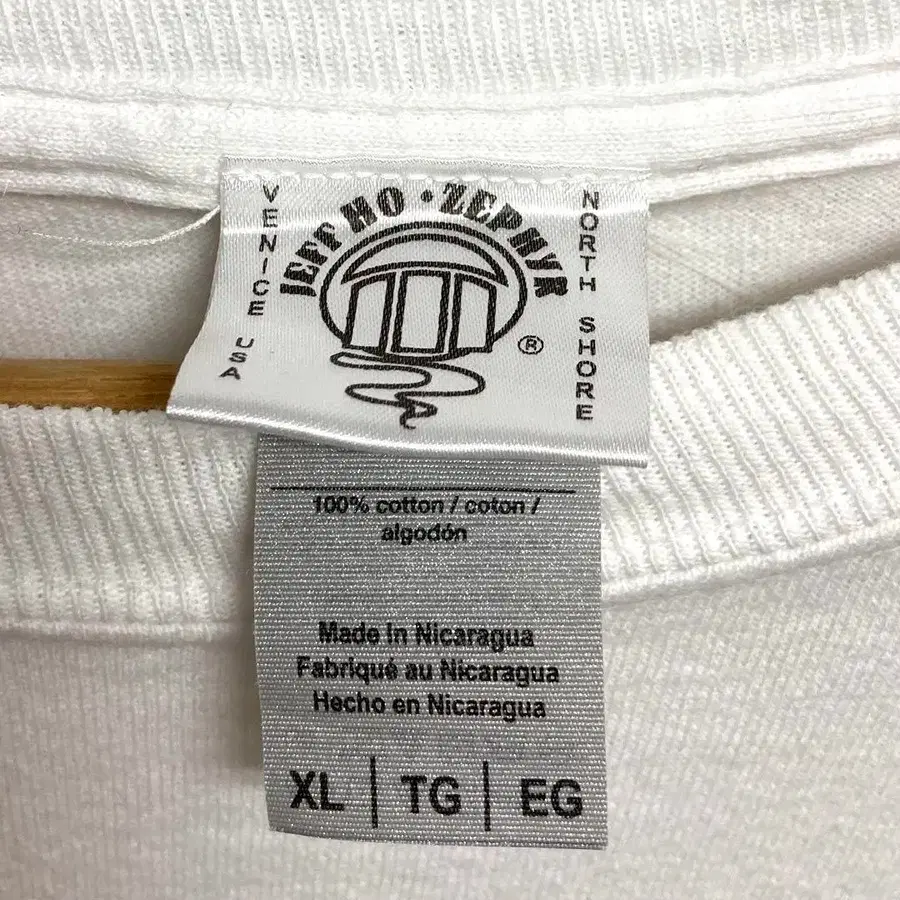 JEFF HO · ZEPHYR
VENICE USA
NORTH SHORE
®
100% cotton / coton /
algodón
Made in Nicaragua
Fabriqué au Nicaragua
Hecho en Nicaragua
XL | TG | EG